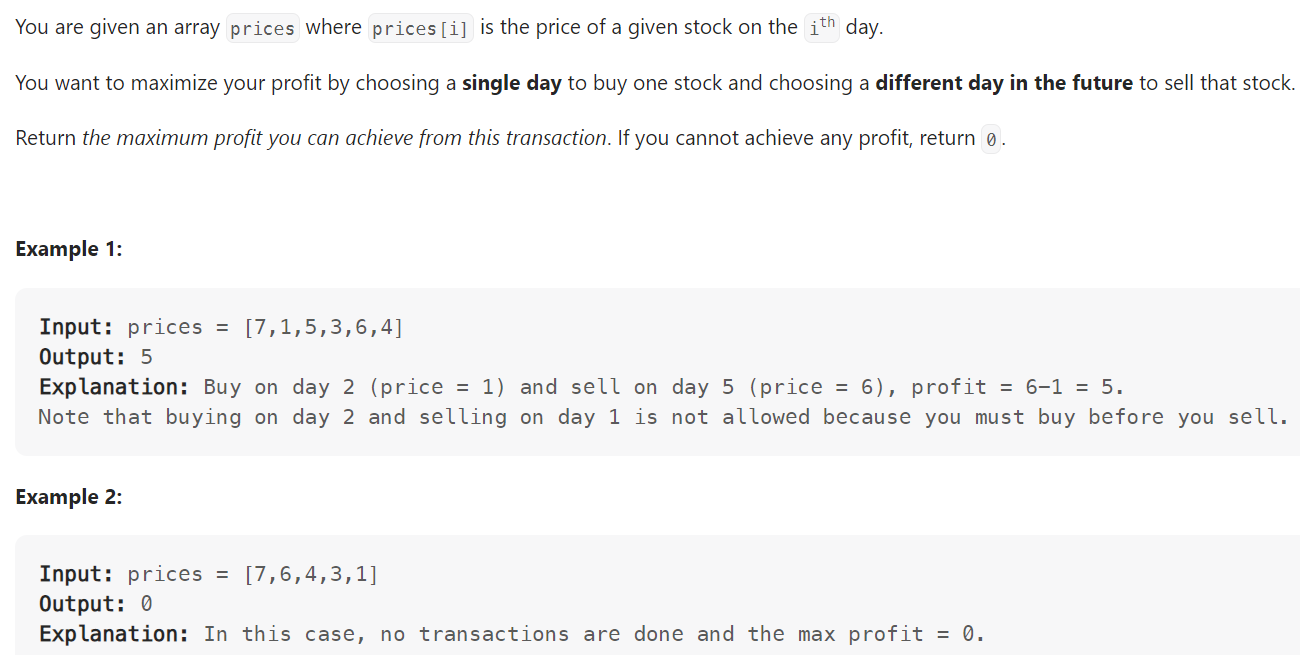 You are given an array prices where prices[i] is the price of a given stock on the ith day.
You want to maximize your profit by choosing a single day to buy one stock and choosing a different day in the future to sell that stock.
Return the maximum profit you can achieve from this transaction. If you cannot achieve any profit, return 0.
Example 1:
Input: prices = [7,1,5,3,6,4]
Output: 5
Explanation: Buy on day 2 (price = 1) and sell on day 5 (price = 6), profit = 6-1 = 5.
Note that buying on day 2 and selling on day 1 is not allowed because you must buy before you sell.
Example 2:
Input: prices = [7,6,4,3,1]
Output: 0
Explanation: In this case, no transactions are done and the max profit = 0.